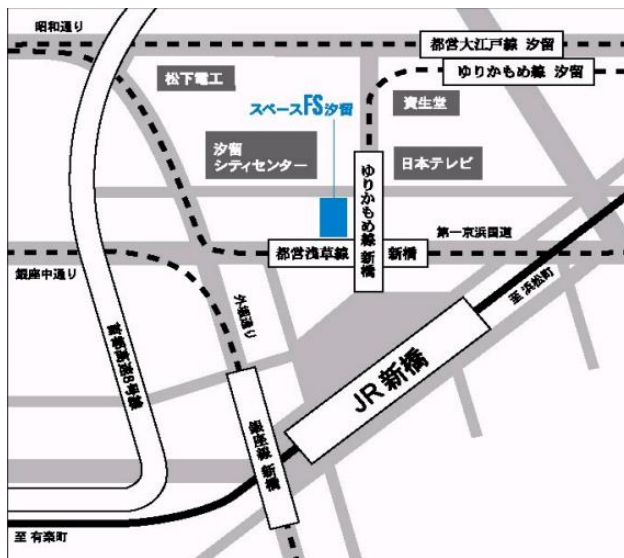 昭和通り
都営大江戸線 汐留
ゆりかもめ線 汐留
松下電工
資生堂
スペースFS汐留
汐留
シティセンター
日本テレビ
ゆりかもめ線 新橋
第一京浜国道
都営浅草線
新橋
銀座中通り
外堀通り
至 浜松町
首都高速8号線
JR 新橋
銀座線 新橋
至 有楽町